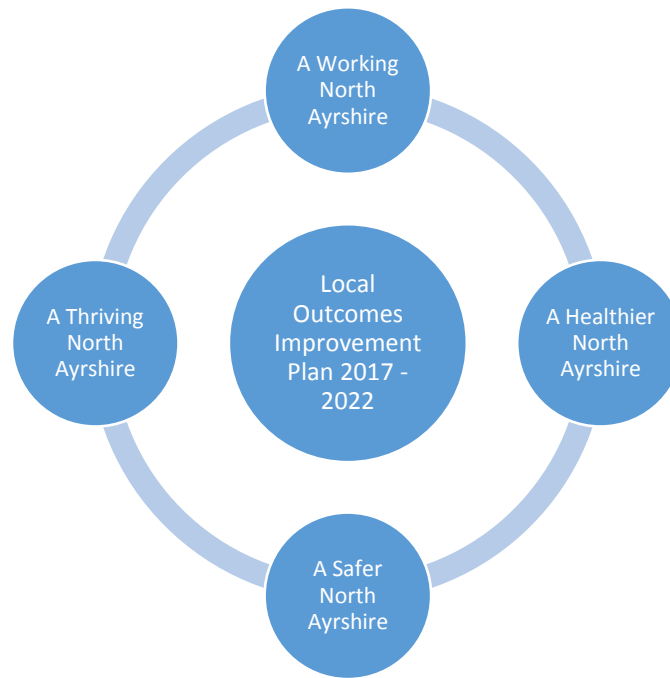 A Working
North
Ayrshire
A Thriving
North
Ayrshire
Local
Outcomes
Improvement
Plan 2017 -
2022
A Healthier
North
Ayrshire
A Safer
North
Ayrshire